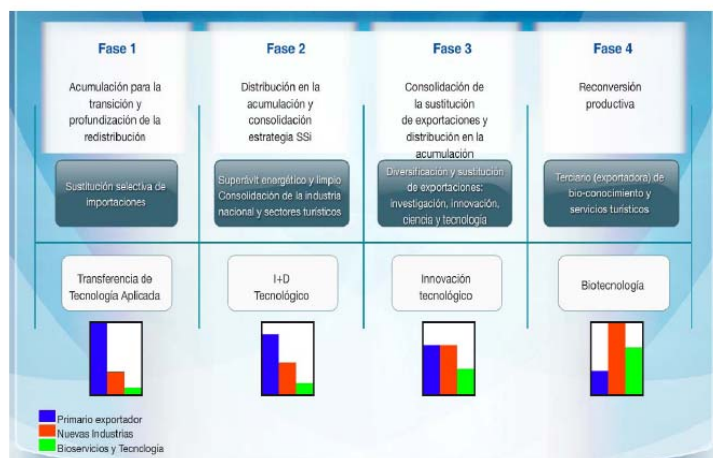 Fase 1
Acumulación para la
transición y
profundización de la
redistribución
Sustitución selectiva de
importaciones
Transferencia de
Tecnología Aplicada
Fase 2
Distribución en la
acumulación y
consolidación
estrategia SSi
Superávit energético y limpio
Consolidación de la industria
nacional y sectores turísticos
I+D
Tecnológico
Fase 3
Consolidación de
la sustitución
de exportaciones y
distribución en la
acumulación
Diversificación y sustitución
de exportaciones:
investigación, innovación,
ciencia y tecnología
Innovación
tecnológico
Fase 4
Reconversión
productiva
Terciario (exportadora) de
bio-conocimiento y
servicios turísticos
Biotecnología
Primario exportador
Nuevas Industrias
Bioservicios y Tecnología